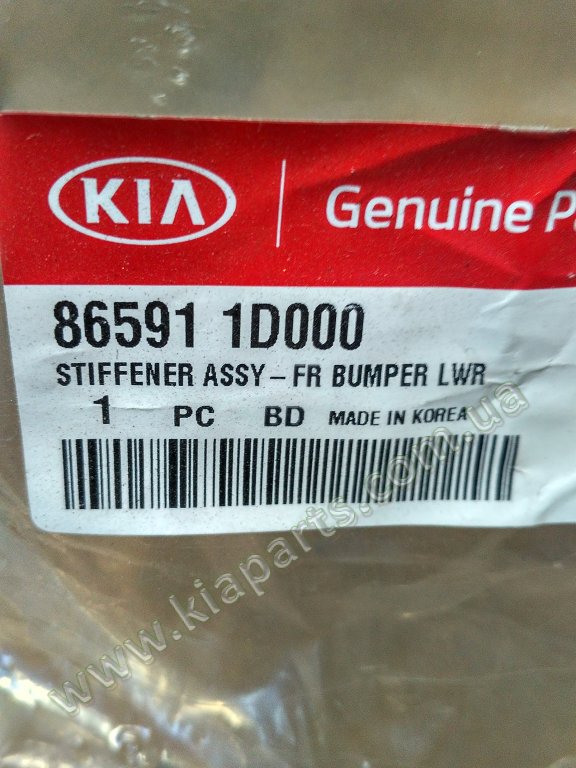 KIA
Genuine Pa
86591 1D000
STIFFENER ASSY – FR BUMPER LWR
1 PC BD MADE IN KOREA
www.kiaparts.com.ua